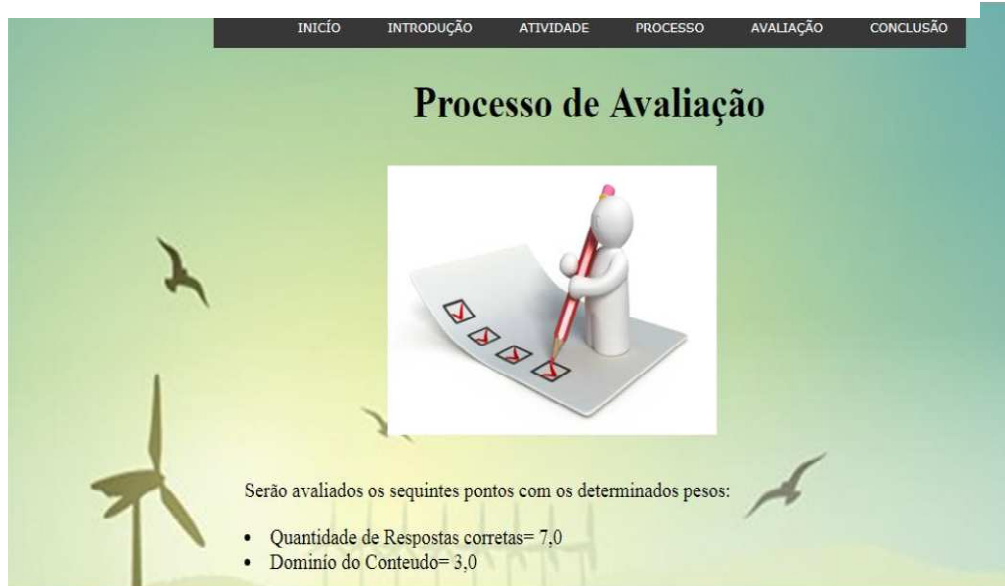 INICÍO INTRODUÇÃO ATIVIDADE PROCESSO AVALIAÇÃO CONCLUSÃO
Processo de Avaliação
Serão avaliados os sequintes pontos com os determinados pesos:
• Quantidade de Respostas corretas= 7,0
• Domínio do Conteudo= 3,0